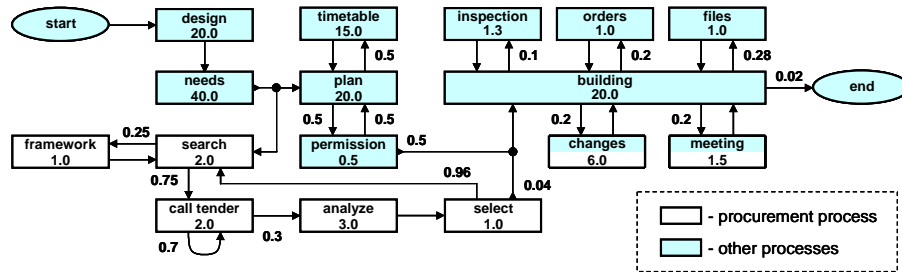 start
design
20.0
timetable
15.0
inspection
1.3
orders
1.0
files
1.0
0.5
0.1
0.2
0.28
needs
40.0
plan
20.0
building
20.0
0.02
end
0.5
0.5
0.2
0.2
0.25
framework
1.0
search
2.0
permission
0.5
0.5
changes
6.0
meeting
1.5
0.75
0.96
0.04
call tender
2.0
analyze
3.0
select
1.0
0.7
0.3
- procurement process
- other processes